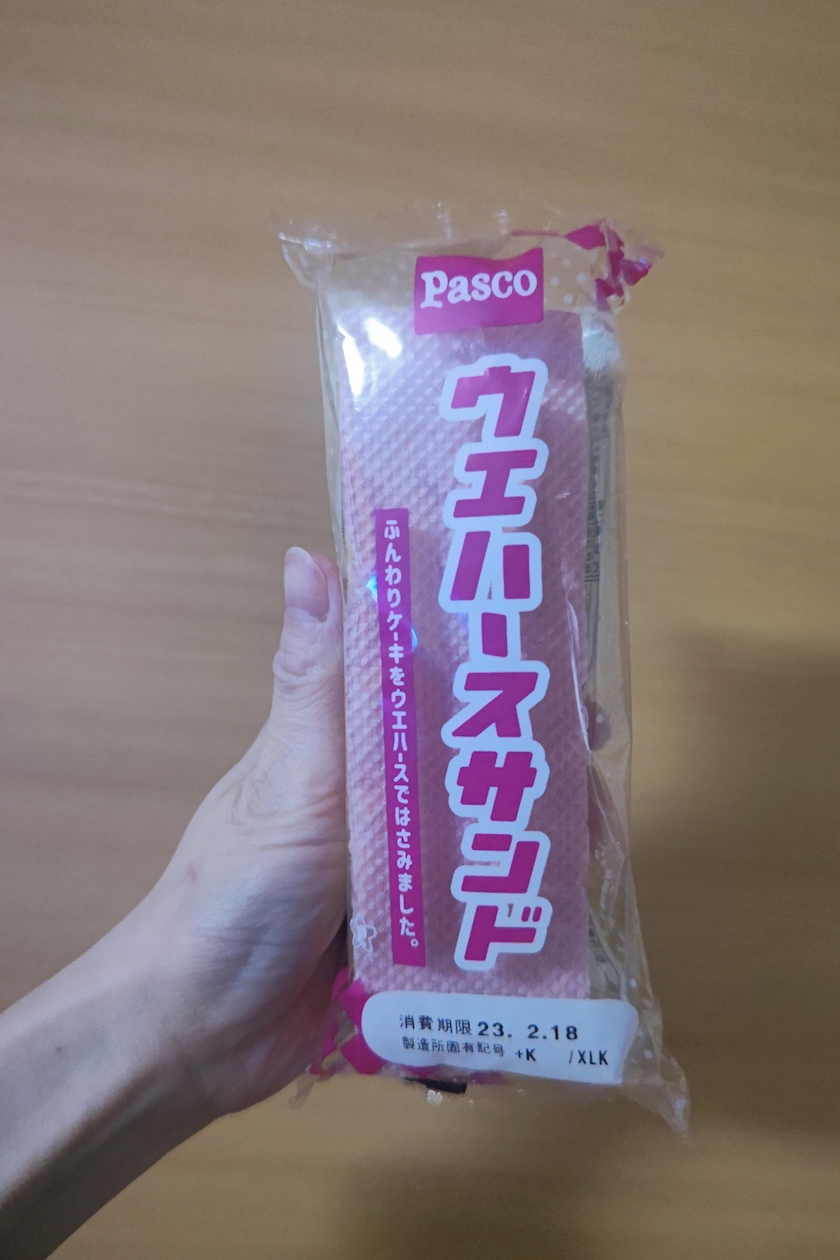 Pasco
ウエハースサンド
ふんわりケーキをウエハースではさみました。
消費期限 23. 2.18
製造所固有記号 +K /XLK